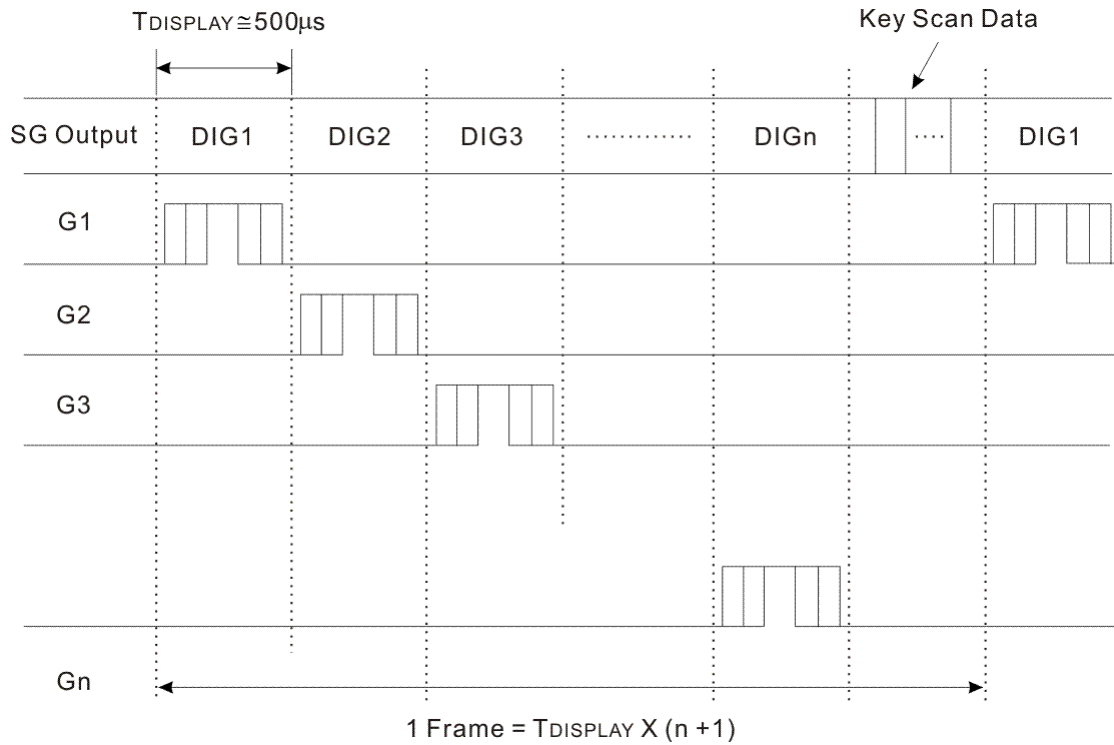 TDISPLAY≅500μs
Key Scan Data
SG Output DIG1 DIG2 DIG3 ................ DIGn .... DIG1
G1
G2
G3
Gn
1 Frame = TDISPLAY X (n +1)